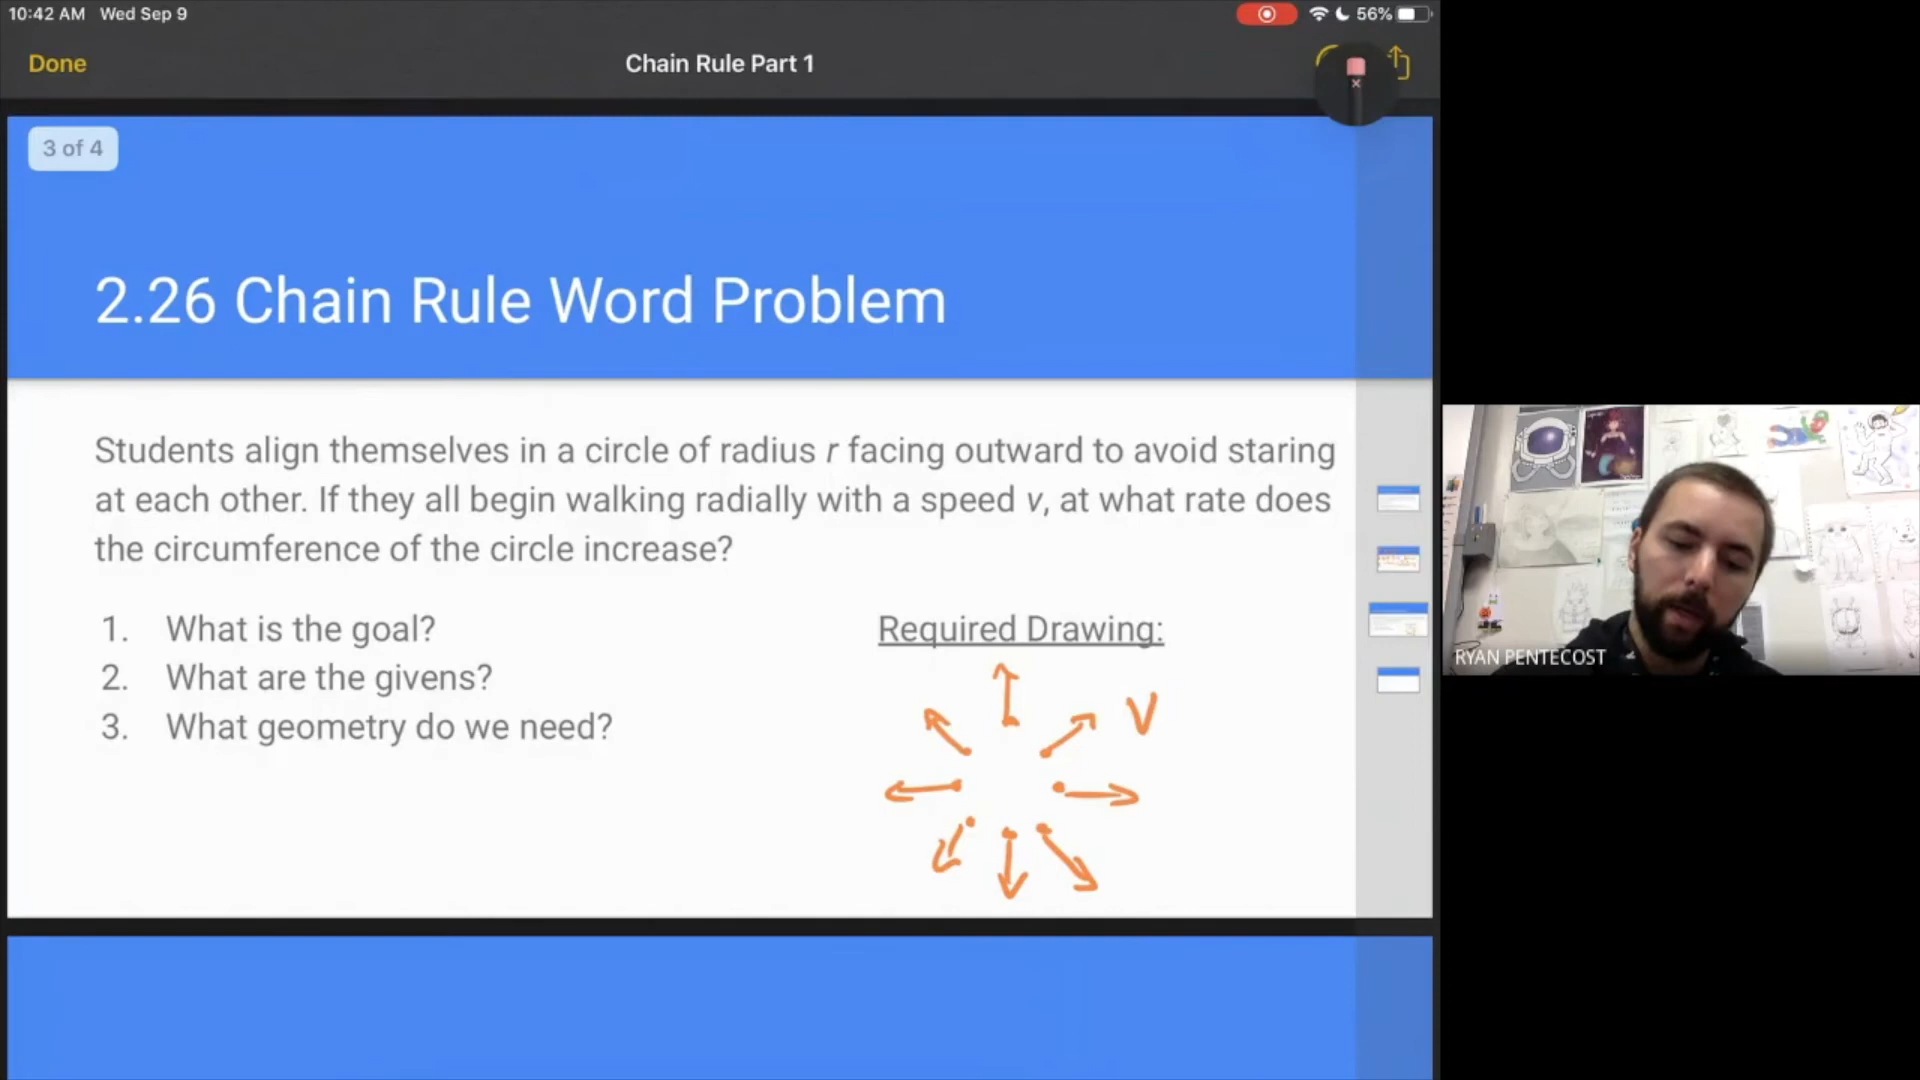 10:42 AM Wed Sep 9
56%
Done
Chain Rule Part 1
3 of 4
2.26 Chain Rule Word Problem
Students align themselves in a circle of radius r facing outward to avoid staring
at each other. If they all begin walking radially with a speed v, at what rate does
the circumference of the circle increase?
1. What is the goal?
2. What are the givens?
3. What geometry do we need?
Required Drawing:
V
RYAN PENTECOST